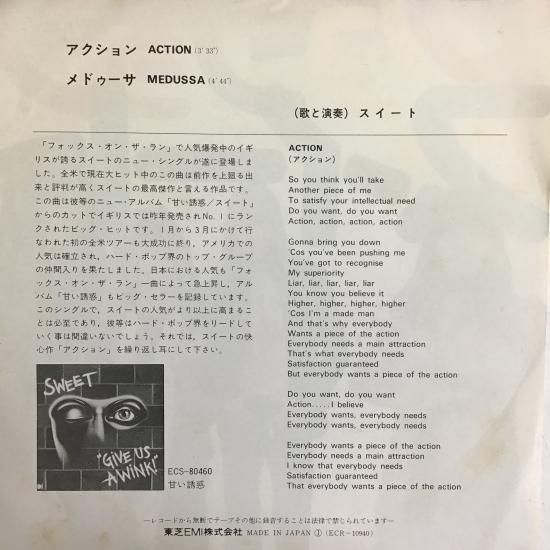 アクション ACTION (3'33")
メドゥーサ MEDUSSA (4'44")
(歌と演奏) スイート
「フォックス・オン・ザ・ラン」で人気爆発中のイギ
リスが誇るスイートのニュー・シングルが遂に登場しま
した。全米で現在大ヒット中のこの曲は前作を上廻る出
来と評判が高くスイートの最高傑作と言える作品です。
この曲は彼等のニュー・アルバム「甘い誘惑／スイート」
からのカットでイギリスでは昨年発売されNo.1にラン
クされたビッグ・ヒットです。1月から3月にかけて行
なわれた初の全米ツアーも大成功に終り，アメリカでの
人気は確立され，ハード・ポップ界のトップ・グループ
の仲間入りを果たしました。日本における人気も「フォ
ックス・オン・ザ・ラン」一曲によって急上昇し，アル
バム「甘い誘惑」もビッグ・セラーを記録しています。
このシングルで，スイートの人気がより以上に高まるこ
とは必至であり，彼等はハード・ポップ界をリードして
いく事は間違いないでしょう。それでは，スイートの快
心作「アクション」を繰り返し耳にして下さい。
SWEET
"GIVE US
A WINK!"
ECS-80460
甘い誘惑
ACTION
(アクション)
So you think you'll take
Another piece of me
To satisfy your intellectual need
Do you want, do you want
Action, action, action, action
Gonna bring you down
'Cos you've been pushing me
You've got to recognise
My superiority
Liar, liar, liar, liar, liar
You know you believe it
Higher, higher, higher, higher
'Cos I'm a made man
And that's why everybody
Wants a piece of the action
Everybody needs a main attraction
That's what everybody needs
Satisfaction guaranteed
But everybody wants a piece of the action
Do you want, do you want
Action.....I believe
Everybody wants, everybody needs
Everybody wants, everybody needs
Everybody wants a piece of the action
Everybody needs a main attraction
I know that everybody needs
Satisfaction guaranteed
That everybody wants a piece of the action
―レコードから無断でテープその他に録音することは法律で禁じられています―
東芝EMI株式会社 MADE IN JAPAN Ⓙ (ECR-10940)